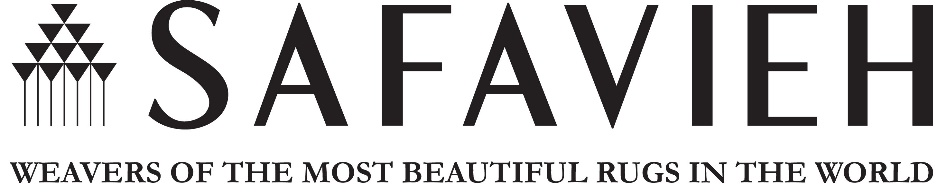 SAFAVIEH
WEAVERS OF THE MOST BEAUTIFUL RUGS IN THE WORLD